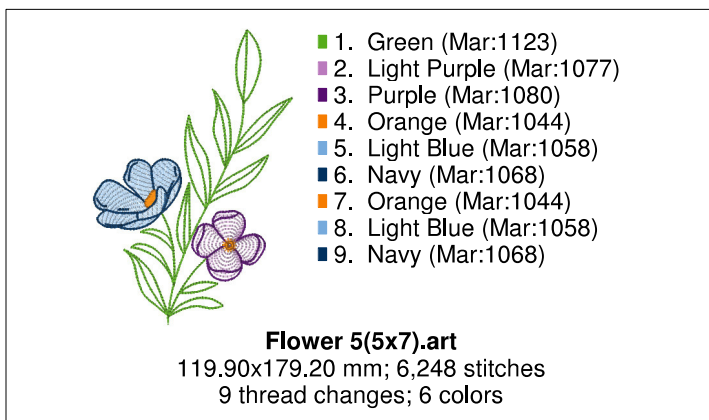 1. Green (Mar:1123)
2. Light Purple (Mar:1077)
3. Purple (Mar:1080)
4. Orange (Mar:1044)
5. Light Blue (Mar:1058)
6. Navy (Mar:1068)
7. Orange (Mar:1044)
8. Light Blue (Mar:1058)
9. Navy (Mar:1068)
Flower 5(5x7).art
119.90x179.20 mm; 6,248 stitches
9 thread changes; 6 colors